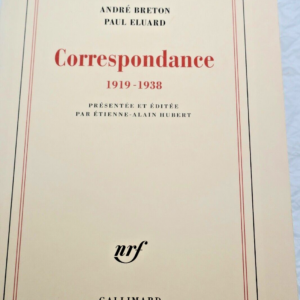 ANDRÉ BRETON
PAUL ELUARD
Correspondance
1919-1938
PRÉSENTÉE ET ÉDITÉE
PAR ÉTIENNE-ALAIN HUBERT
nrf
GALLIMARD